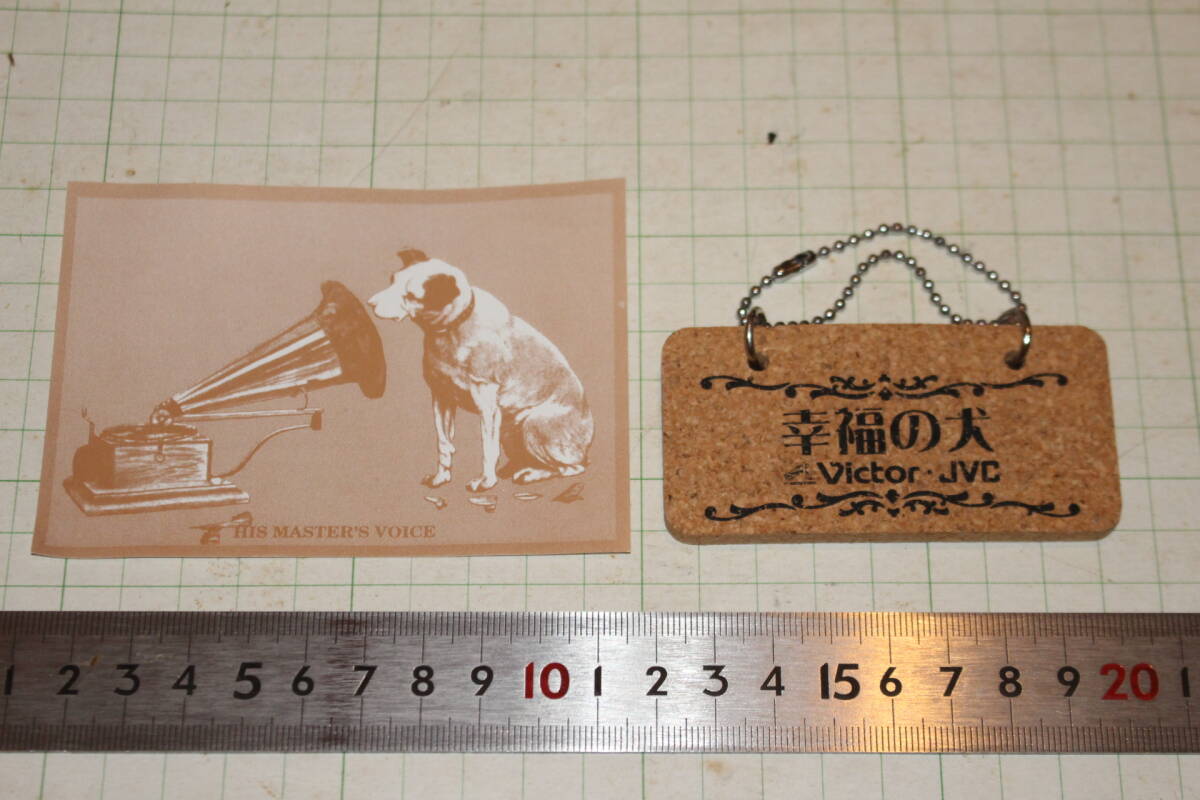 HIS MASTER'S VOICE
幸福の犬
Victor・JVC
1 2 3 4 5 6 7 8 9 10 1 2 3 4 15 6 7 8 9 20 1